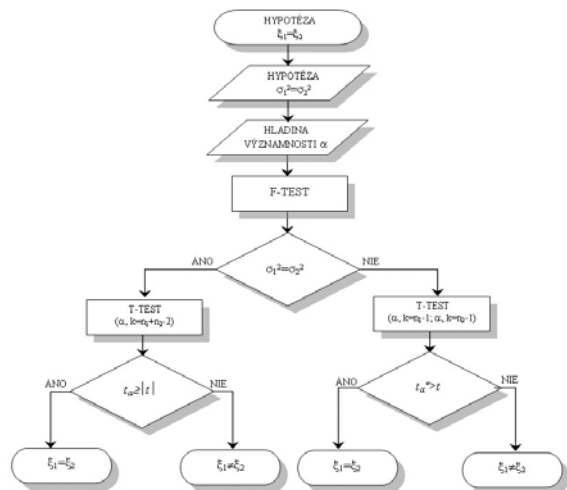 HYPOTÉZA
ξ₁=ξ₂
HYPOTÉZA
σ₁²=σ₂²
HLADINA
VÝZNAMNOSTI α
F-TEST
ANO
σ₁²=σ₂²
NIE
T-TEST
(α, k=n₁+n₂-2)
T-TEST
(α, k=n₁-1; α, k=n₂-1)
ANO
tα≥|t|
NIE
ANO
tα*>t
NIE
ξ₁=ξ₂
ξ₁≠ξ₂
ξ₁=ξ₂
ξ₁≠ξ₂